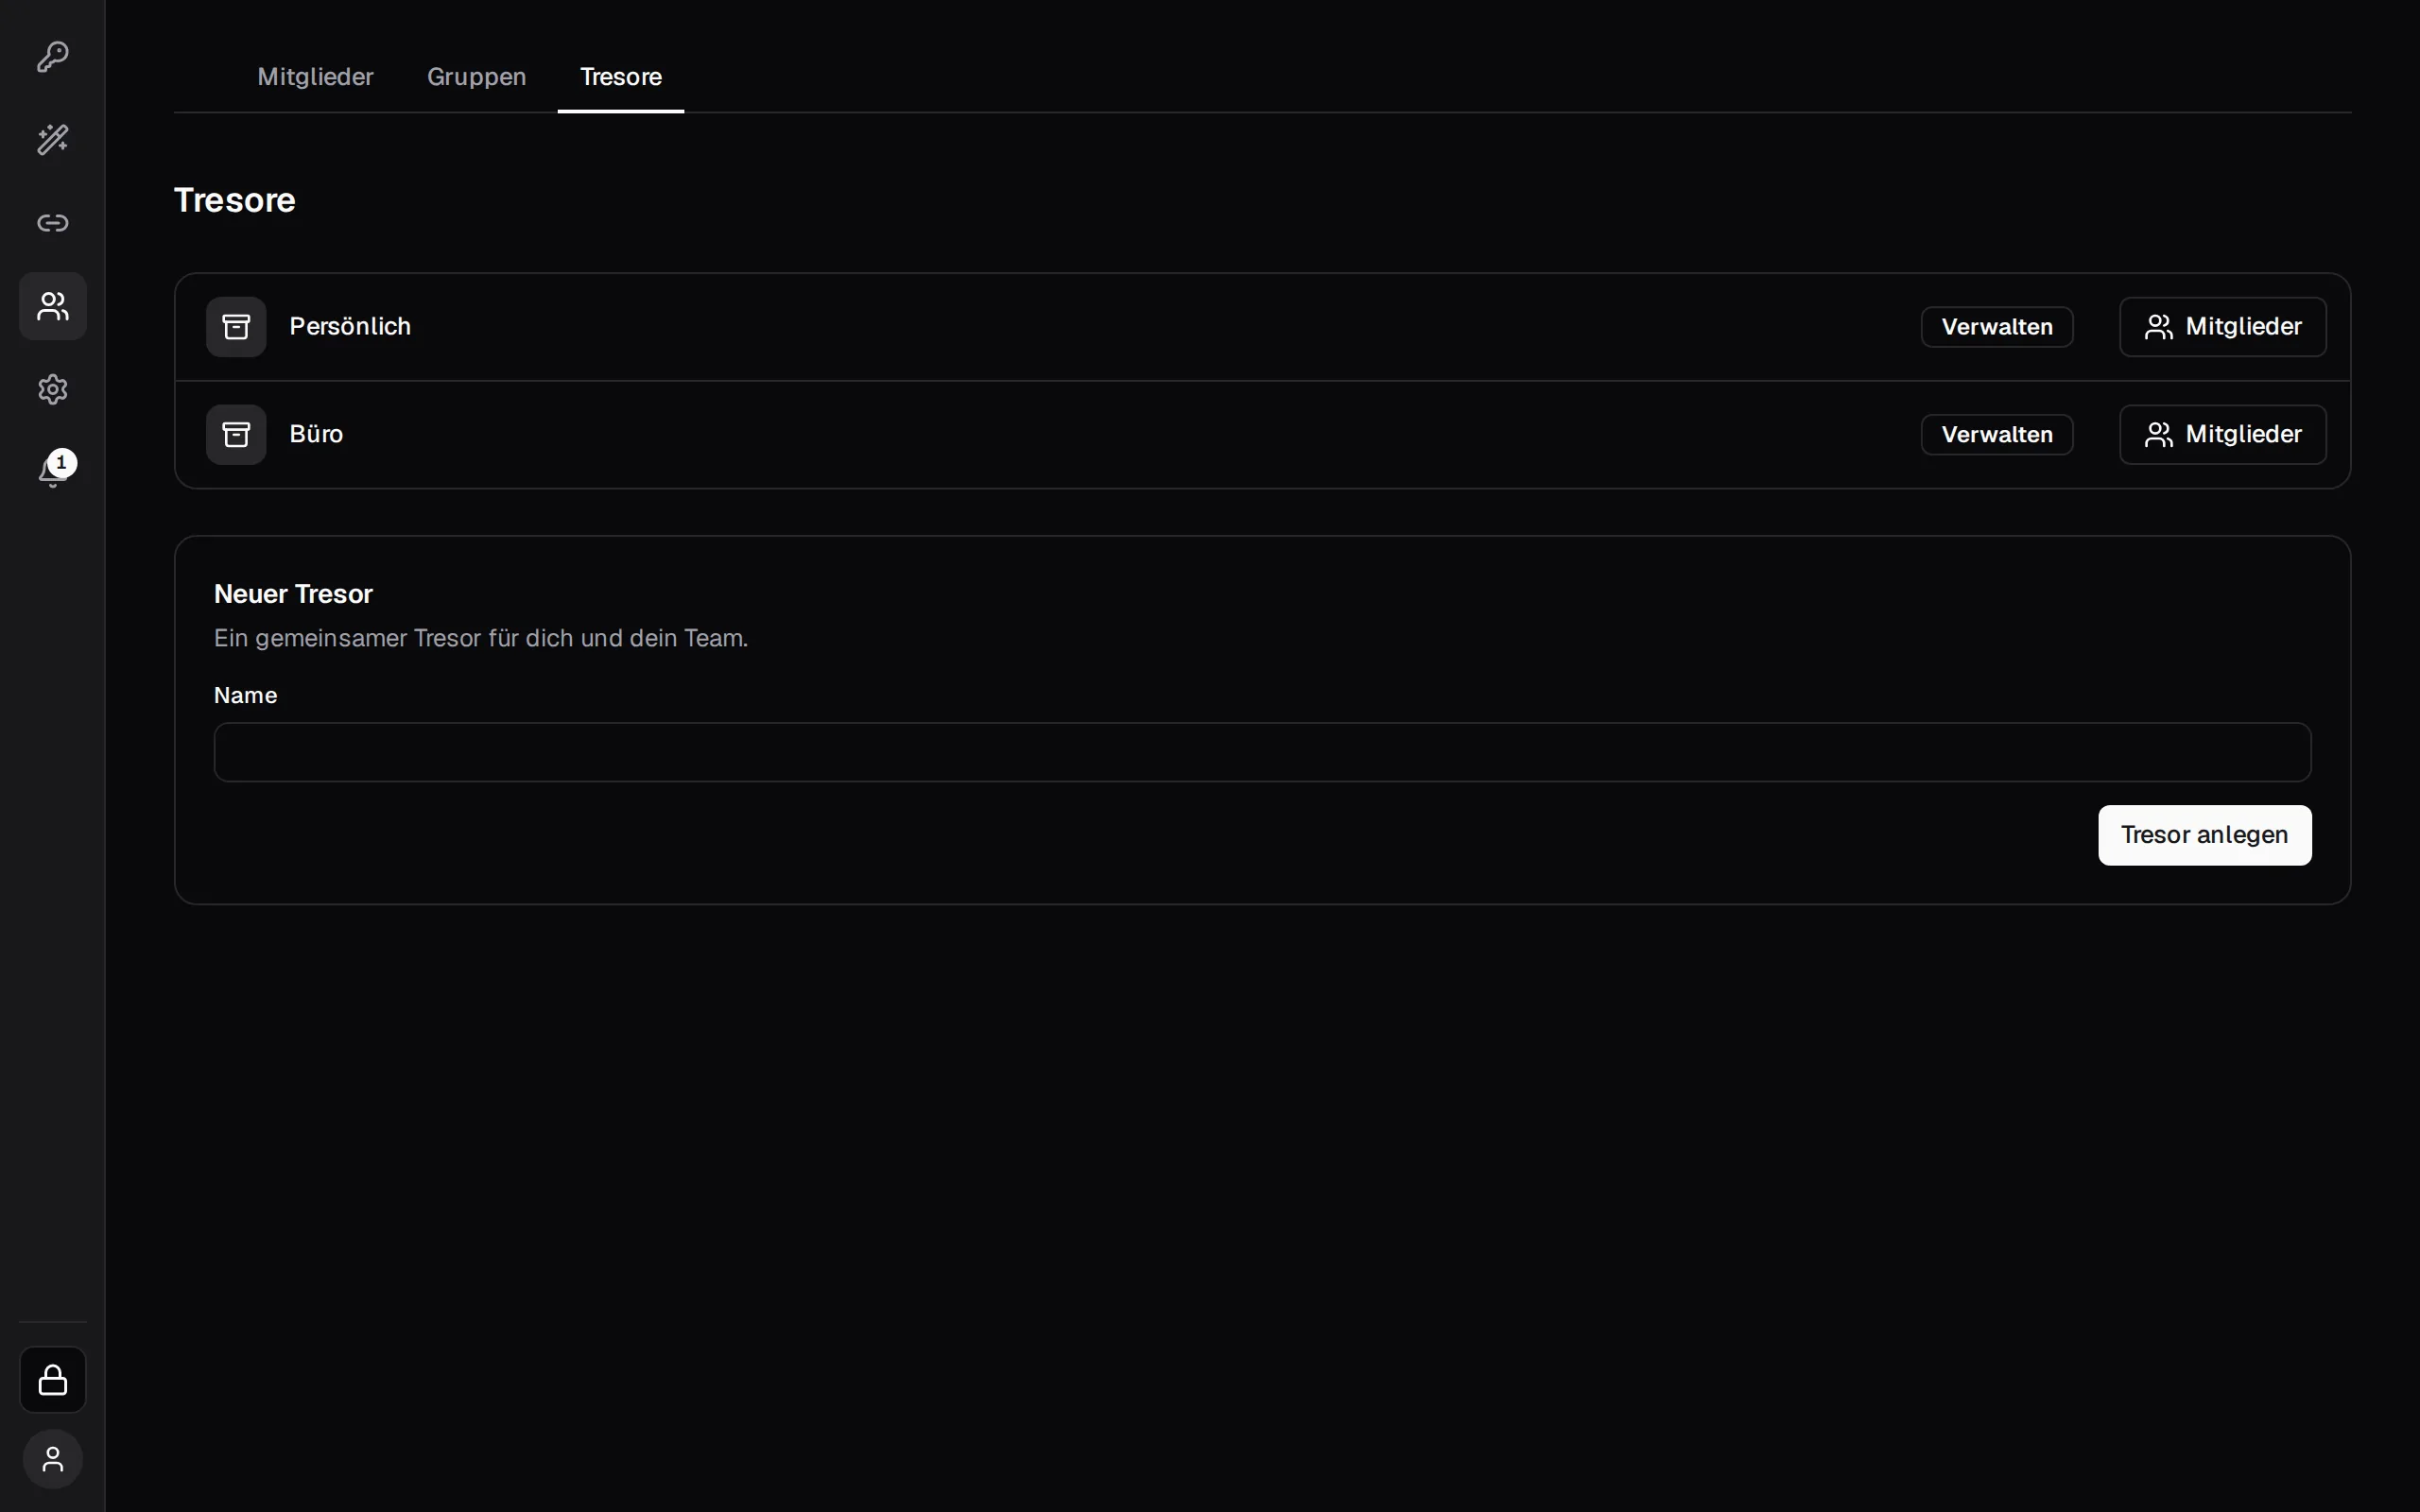 Mitglieder Gruppen Tresore
Tresore
Persönlich Verwalten Mitglieder
Büro Verwalten Mitglieder
1
Neuer Tresor
Ein gemeinsamer Tresor für dich und dein Team.
Name
Tresor anlegen